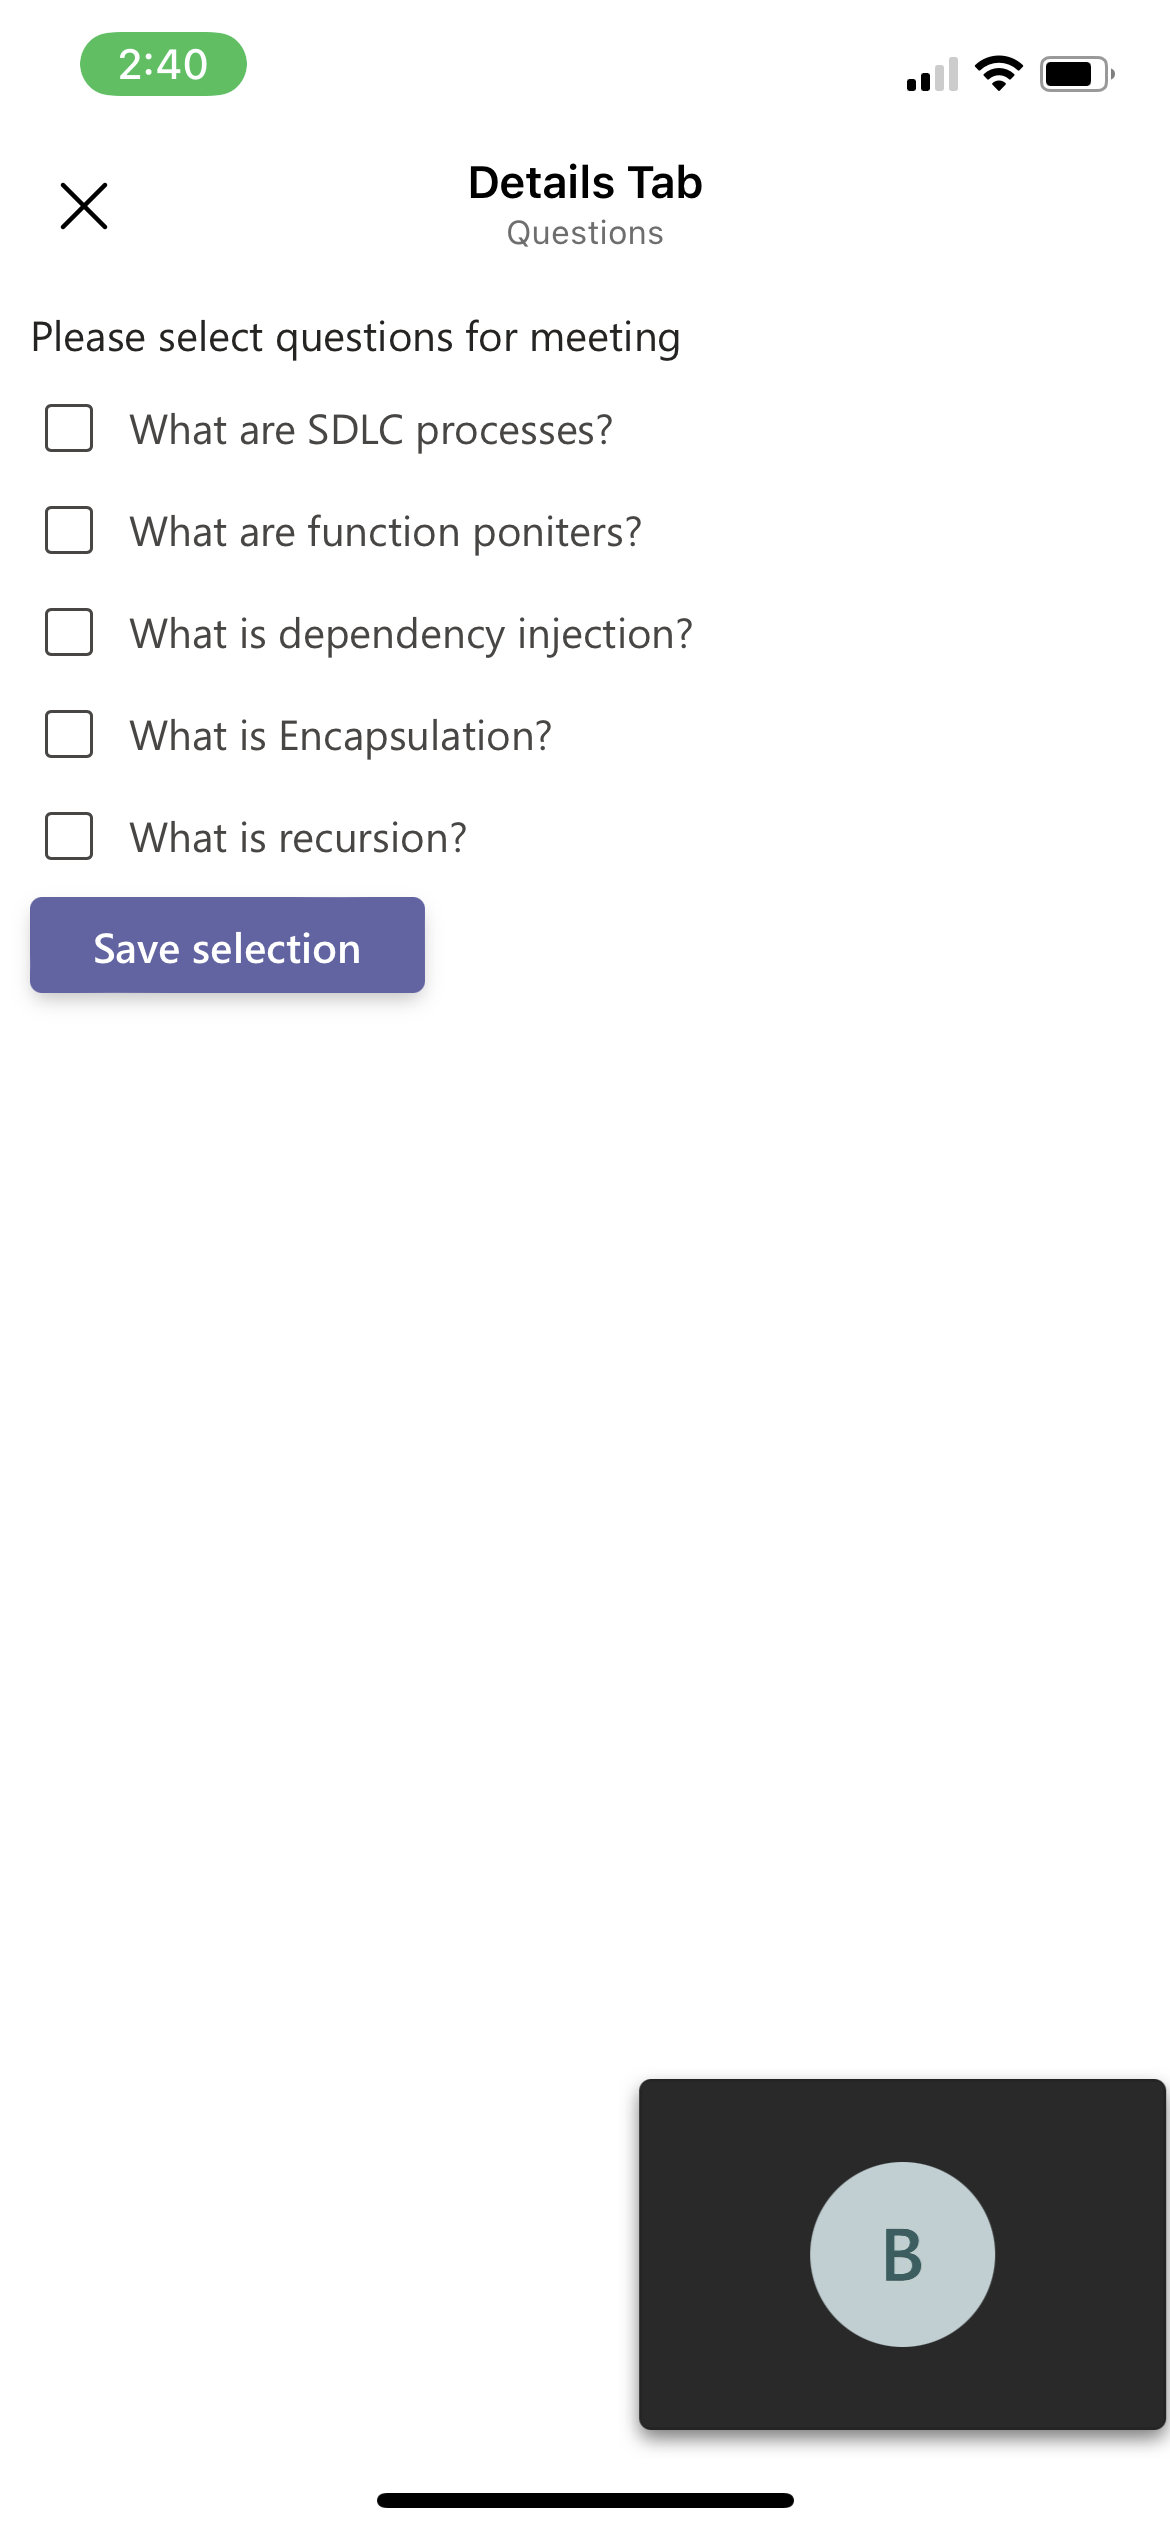 2:40
Details Tab
Questions
Please select questions for meeting
What are SDLC processes?
What are function poniters?
What is dependency injection?
What is Encapsulation?
What is recursion?
Save selection
B